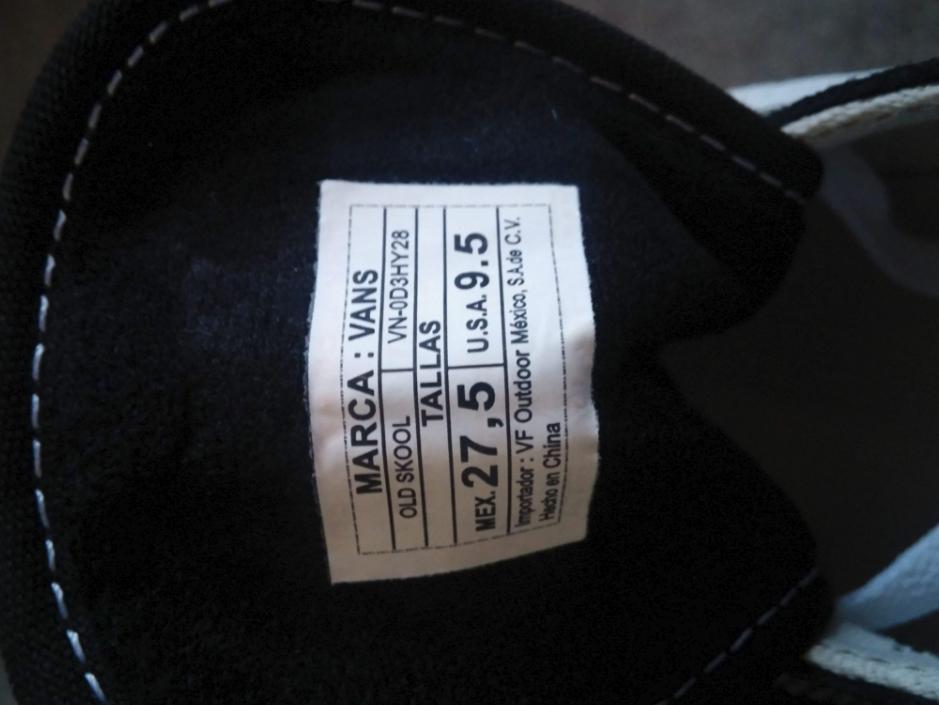 MARCA : VANS
OLD SKOOL VN-0D3HY28
TALLAS
MEX. 27,5 U.S.A. 9.5
Importador : VF Outdoor México, S.A.de C.V.
Hecho en China